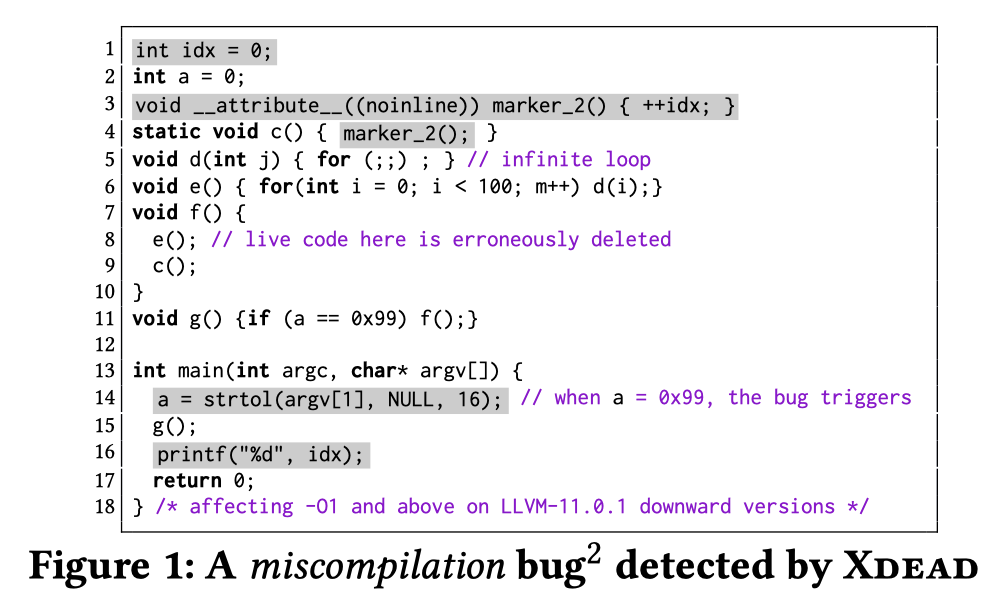 1 int idx = 0;
2 int a = 0;
3 void __attribute__((noinline)) marker_2() { ++idx; }
4 static void c() { marker_2(); }
5 void d(int j) { for (;;) ; } // infinite loop
6 void e() { for(int i = 0; i < 100; m++) d(i);}
7 void f() {
8 e(); // live code here is erroneously deleted
9 c();
10 }
11 void g() {if (a == 0x99) f();}
12
13 int main(int argc, char* argv[]) {
14 a = strtol(argv[1], NULL, 16); // when a = 0x99, the bug triggers
15 g();
16 printf("%d", idx);
17 return 0;
18 } /* affecting -O1 and above on LLVM-11.0.1 downward versions */
Figure 1: A miscompilation bug² detected by XDEAD